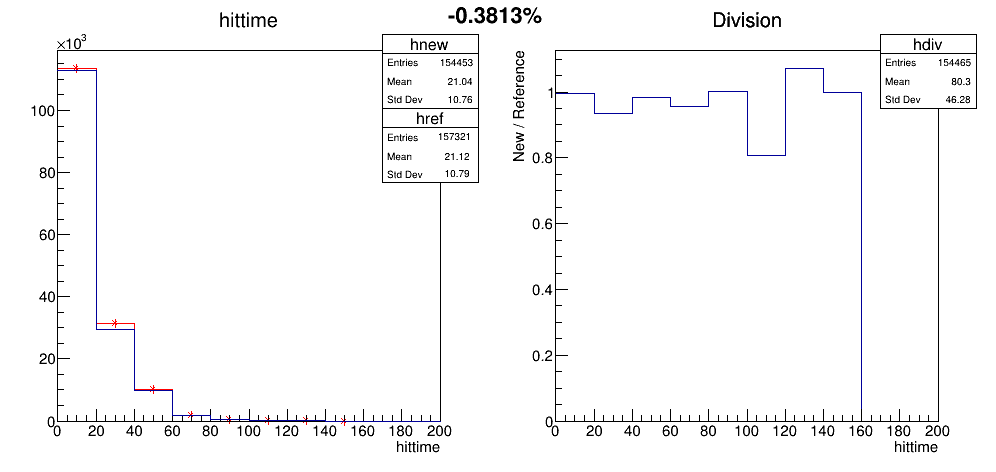 -0.3813%
hittime
×10³
hnew
Entries 154453
Mean 21.04
Std Dev 10.76
href
Entries 157321
Mean 21.12
Std Dev 10.79
100
80
60
40
20
0
0 20 40 60 80 100 120 140 160 180 200
hittime
Division
hdiv
Entries 154465
Mean 80.3
Std Dev 46.28
New / Reference
1
0.8
0.6
0.4
0.2
0
0 20 40 60 80 100 120 140 160 180 200
hittime